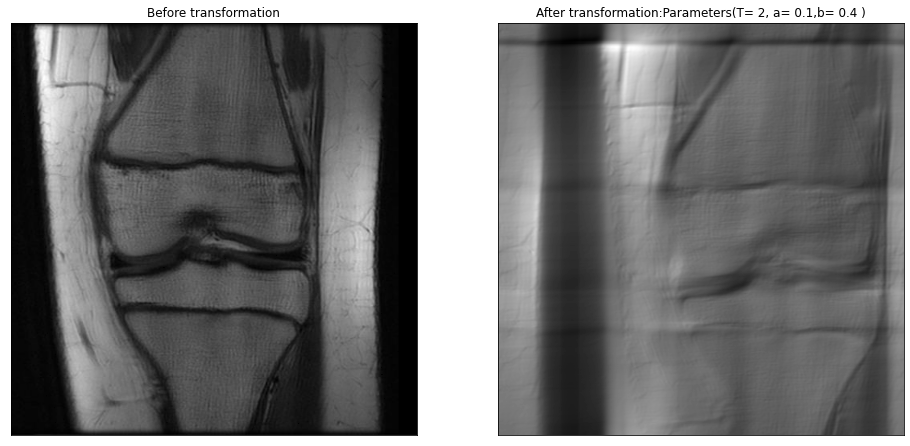 Before transformation
After transformation:Parameters(T= 2, a= 0.1,b= 0.4 )